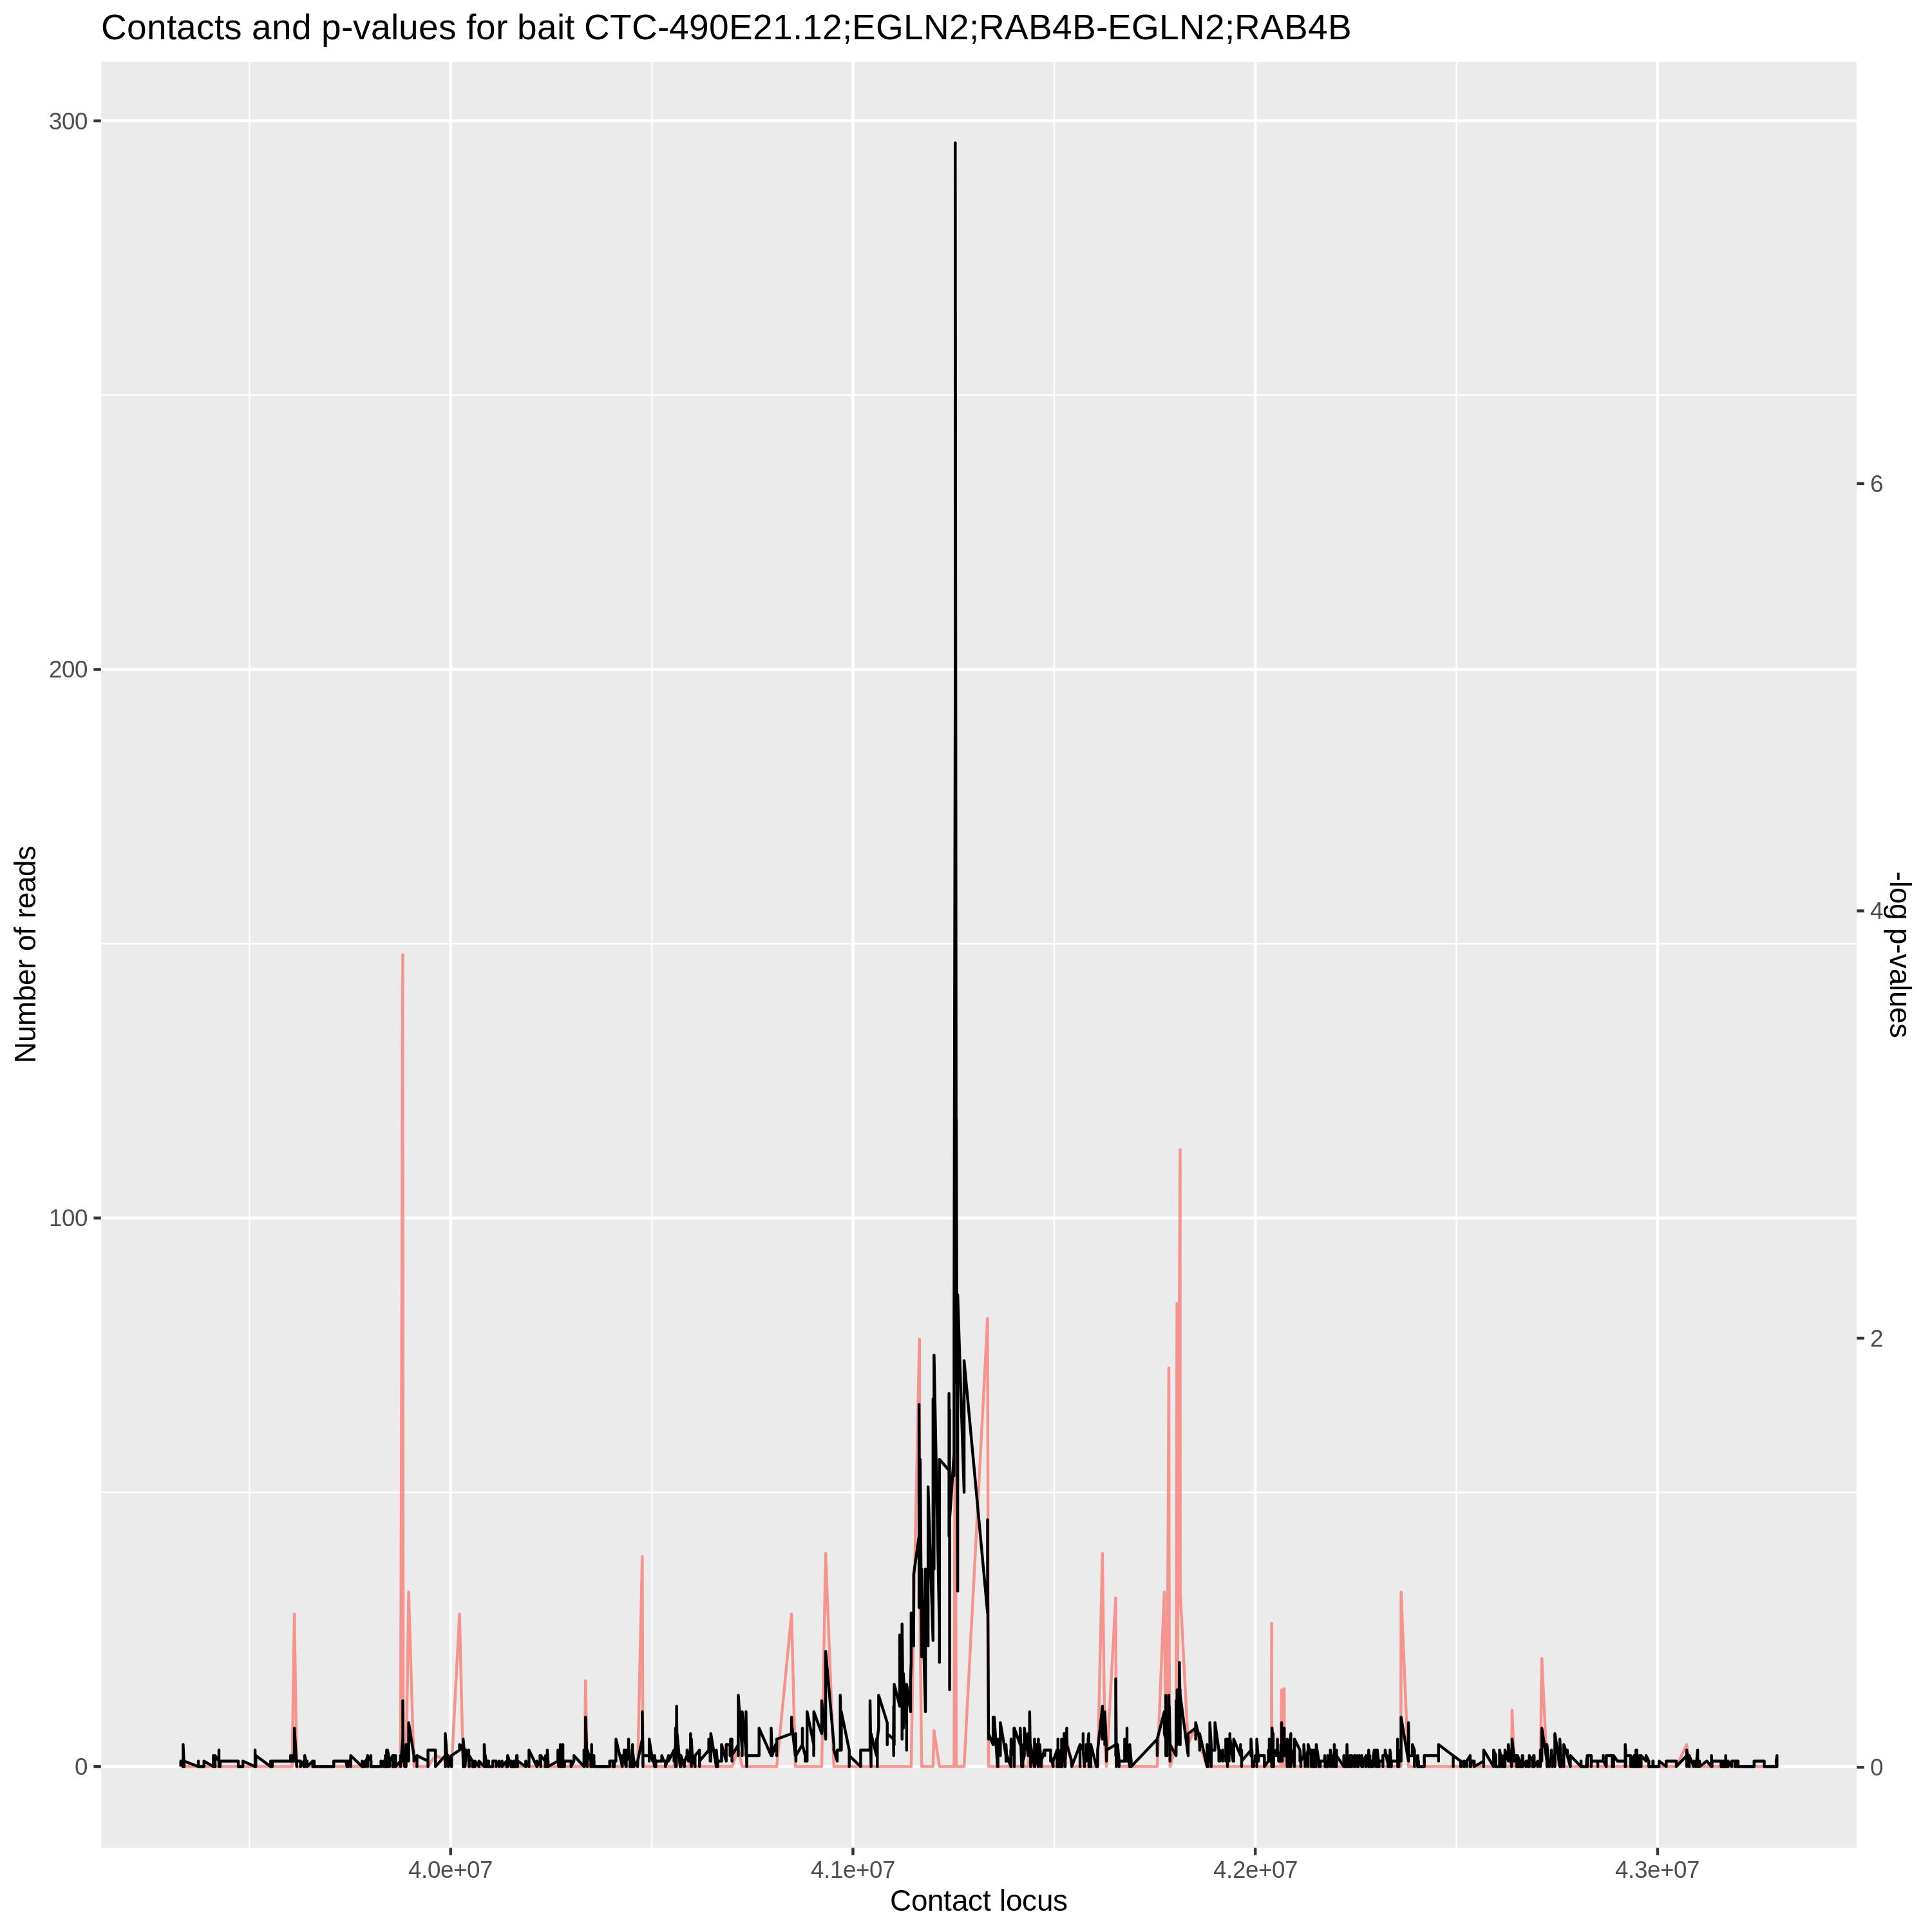 Contacts and p-values for bait CTC-490E21.12;EGLN2;RAB4B-EGLN2;RAB4B
300
200
100
0
Number of reads
6
4
2
0
-log p-values
4.0e+07
4.1e+07
4.2e+07
4.3e+07
Contact locus